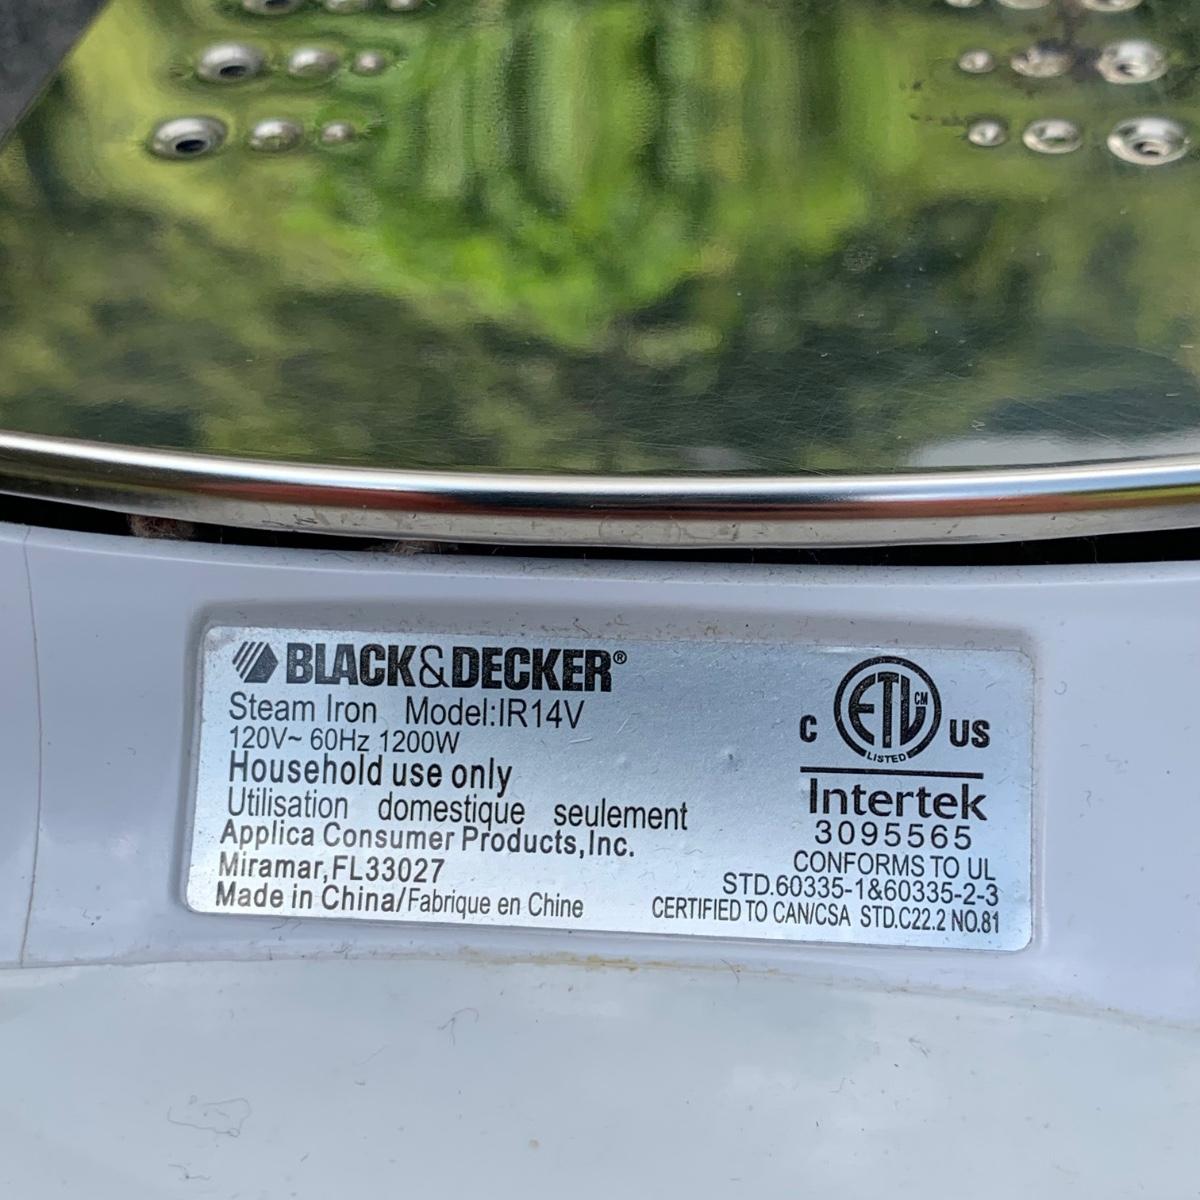 BLACK&DECKER®
Steam Iron Model:IR14V
120V~ 60Hz 1200W
Household use only
Utilisation domestique seulement
Applica Consumer Products,Inc.
Miramar,FL33027
Made in China/Fabrique en Chine
C ETL CM US
LISTED
Intertek
3095565
CONFORMS TO UL
STD.60335-1&60335-2-3
CERTIFIED TO CAN/CSA STD.C22.2 NO.81